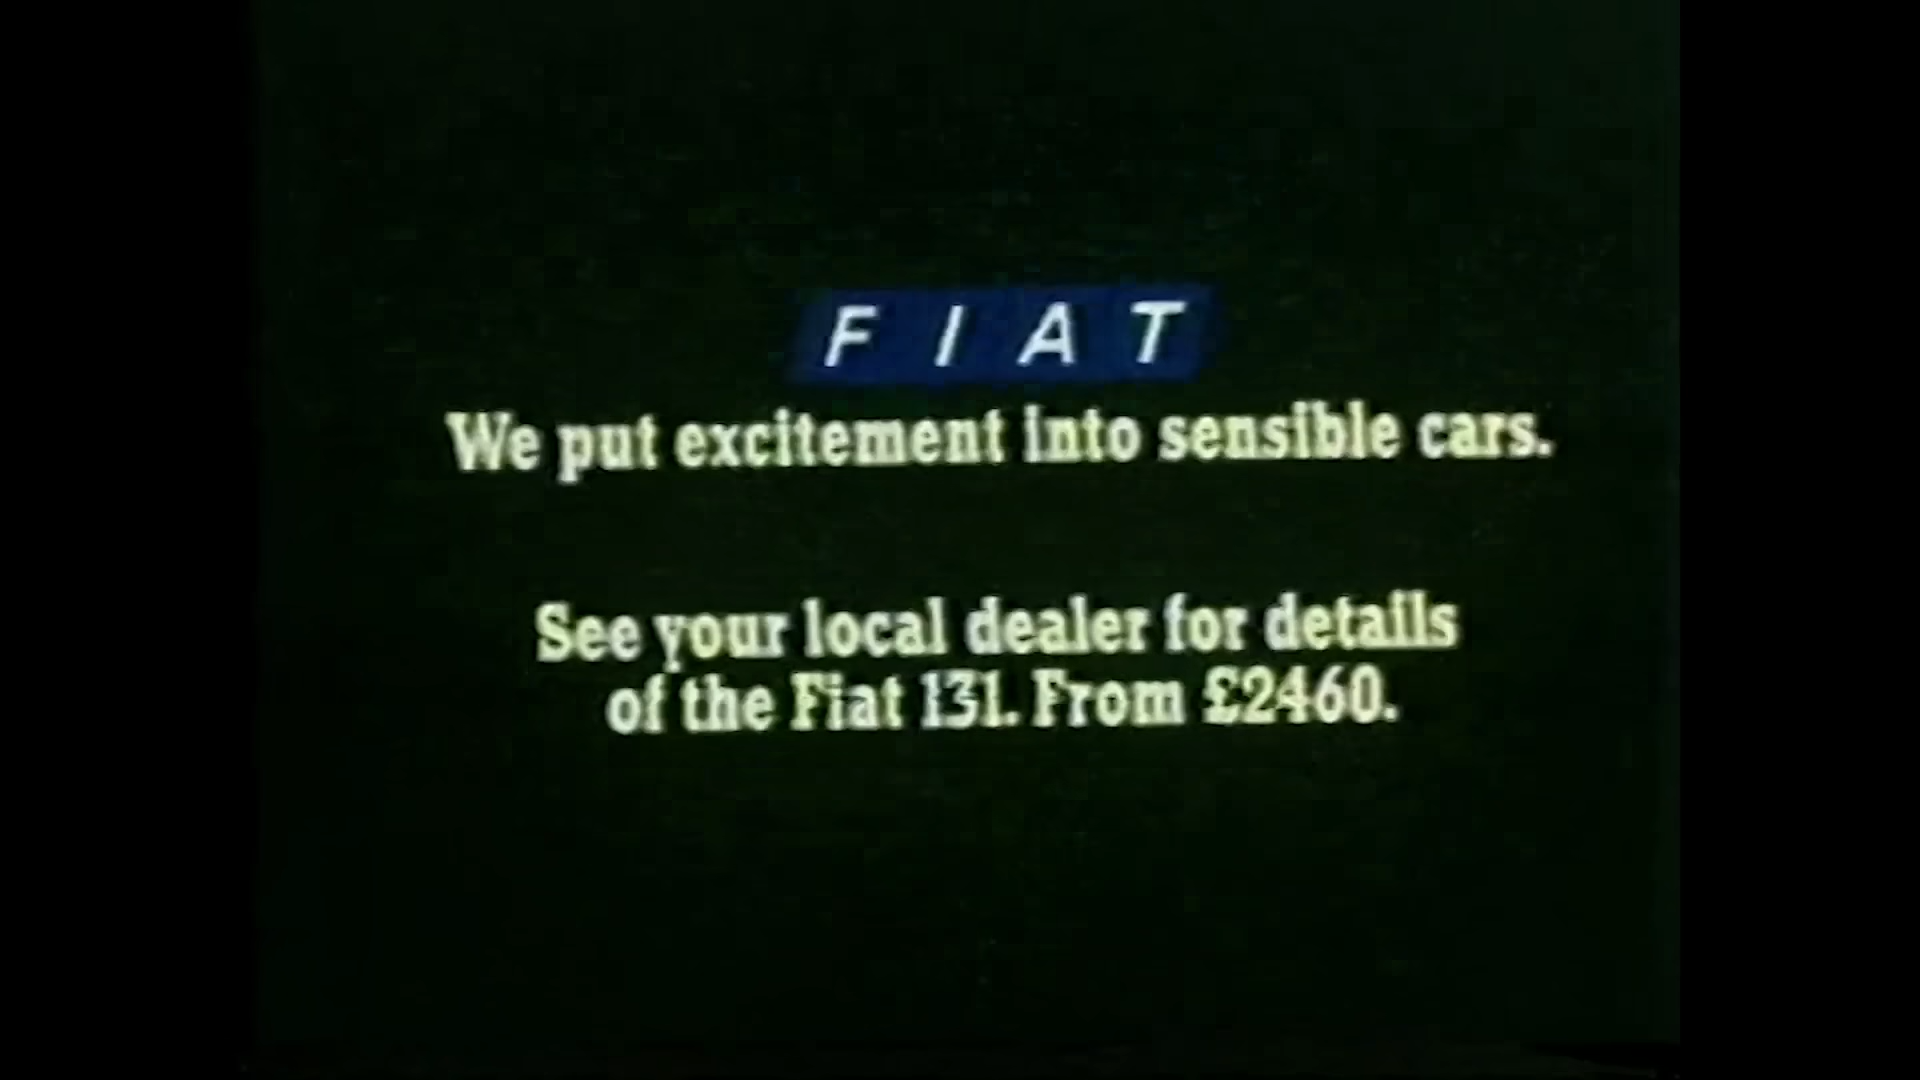 FIAT
We put excitement into sensible cars.
See your local dealer for details
of the Fiat 131. From £2460.